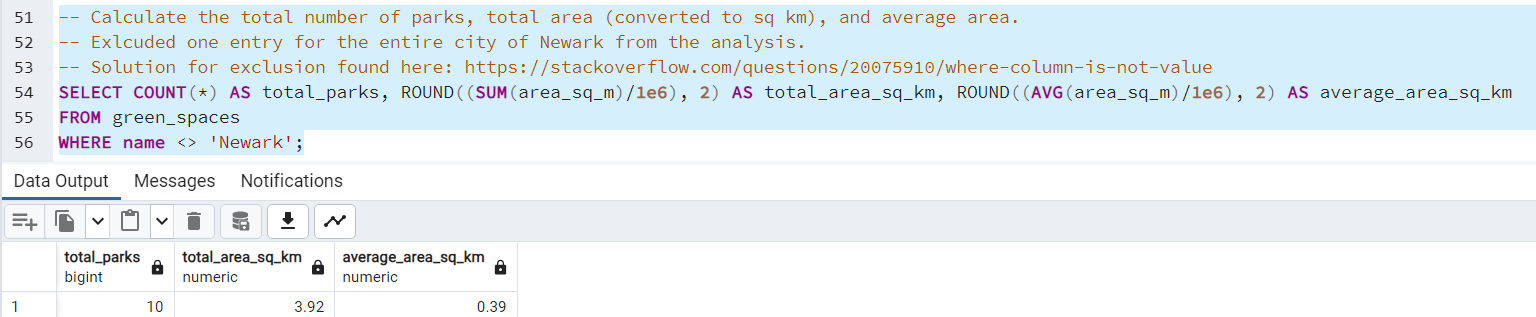 51 -- Calculate the total number of parks, total area (converted to sq km), and average area.
52 -- Exlcuded one entry for the entire city of Newark from the analysis.
53 -- Solution for exclusion found here: https://stackoverflow.com/questions/20075910/where-column-is-not-value
54 SELECT COUNT(*) AS total_parks, ROUND((SUM(area_sq_m)/1e6), 2) AS total_area_sq_km, ROUND((AVG(area_sq_m)/1e6), 2) AS average_area_sq_km
55 FROM green_spaces
56 WHERE name <> 'Newark';
Data Output Messages Notifications
total_parks total_area_sq_km average_area_sq_km
bigint numeric numeric
1 10 3.92 0.39